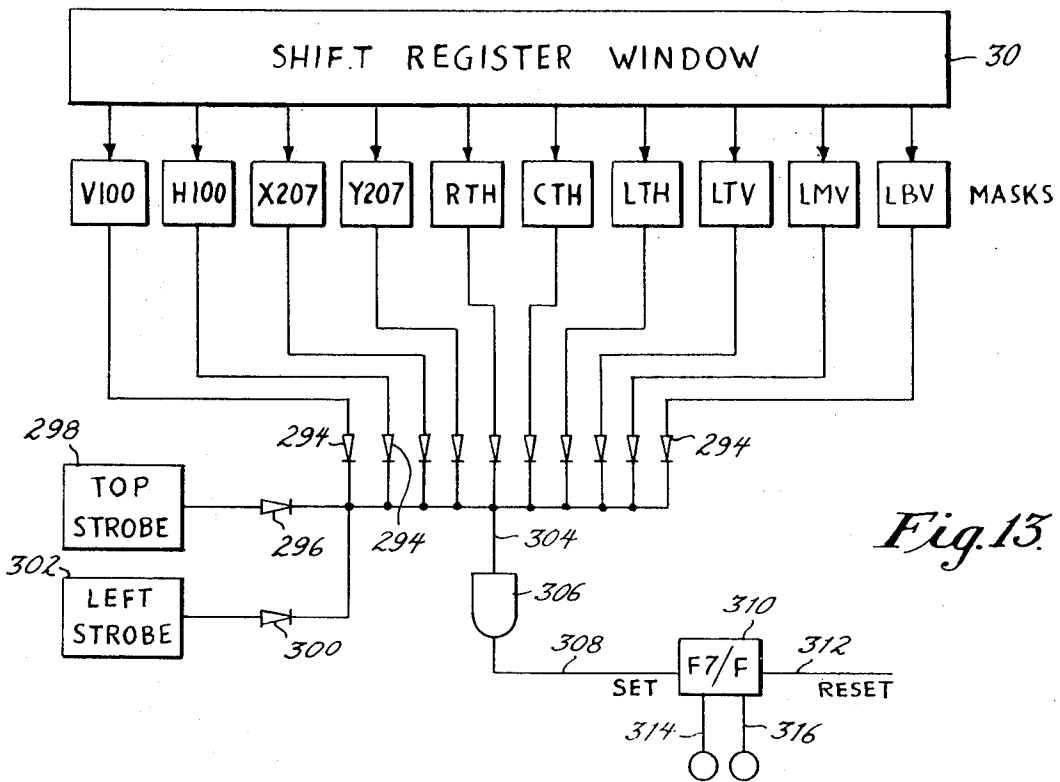 SHIFT REGISTER WINDOW
30
V100 H100 X207 Y207 RTH CTH LTH LTV LMV LBV MASKS
298
294
294
TOP STROBE
296
294
304
Fig. 13.
302
LEFT STROBE
300
306
310
308
312
SET
F7/F
RESET
314
316